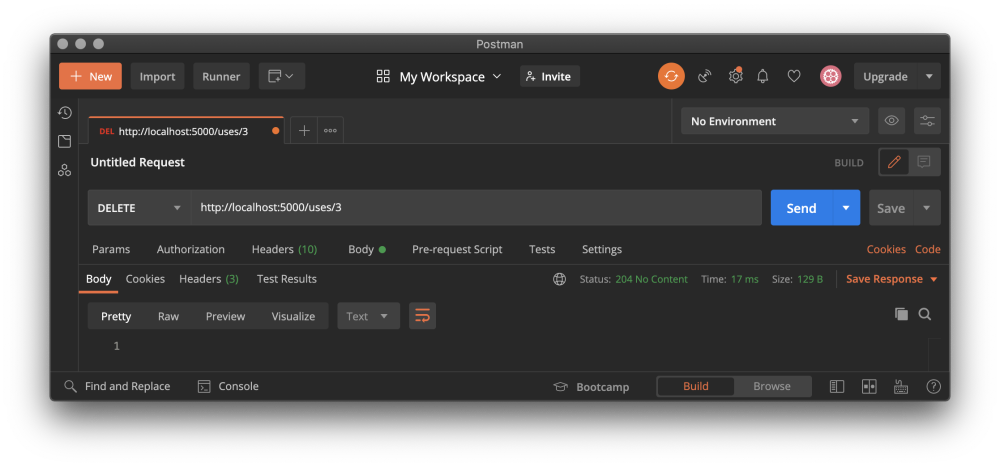 Postman
New Import Runner My Workspace Invite Upgrade
DEL http://localhost:5000/uses/3 No Environment
Untitled Request BUILD
DELETE http://localhost:5000/uses/3 Send Save
Params Authorization Headers (10) Body Pre-request Script Tests Settings Cookies Code
Body Cookies Headers (3) Test Results Status: 204 No Content Time: 17 ms Size: 129 B Save Response
Pretty Raw Preview Visualize Text
1
Find and Replace Console Bootcamp Build Browse